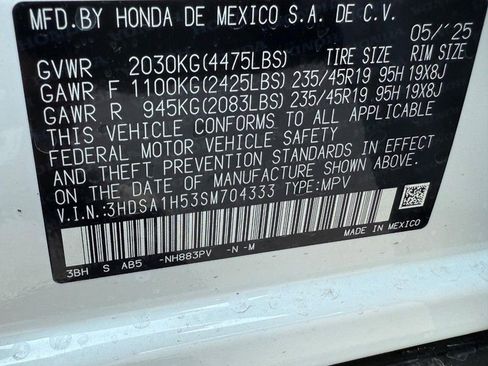 MFD.BY HONDA DE MEXICO S.A. DE C.V.
05/'25
GVWR 2030KG(4475LBS) TIRE SIZE RIM SIZE
GAWR F 1100KG(2425LBS) 235/45R19 95H 19X8J
GAWR R 945KG(2083LBS) 235/45R19 95H 19X8J
THIS VEHICLE CONFORMS TO ALL APPLICABLE
FEDERAL MOTOR VEHICLE SAFETY
AND THEFT PREVENTION STANDARDS IN EFFECT
ON THE DATE OF MANUFACTURE SHOWN ABOVE.
V.I.N.:3HDSA1H53SM704333 TYPE:MPV
3BH S AB5 -NH883PV -N -M
MADE IN MEXICO